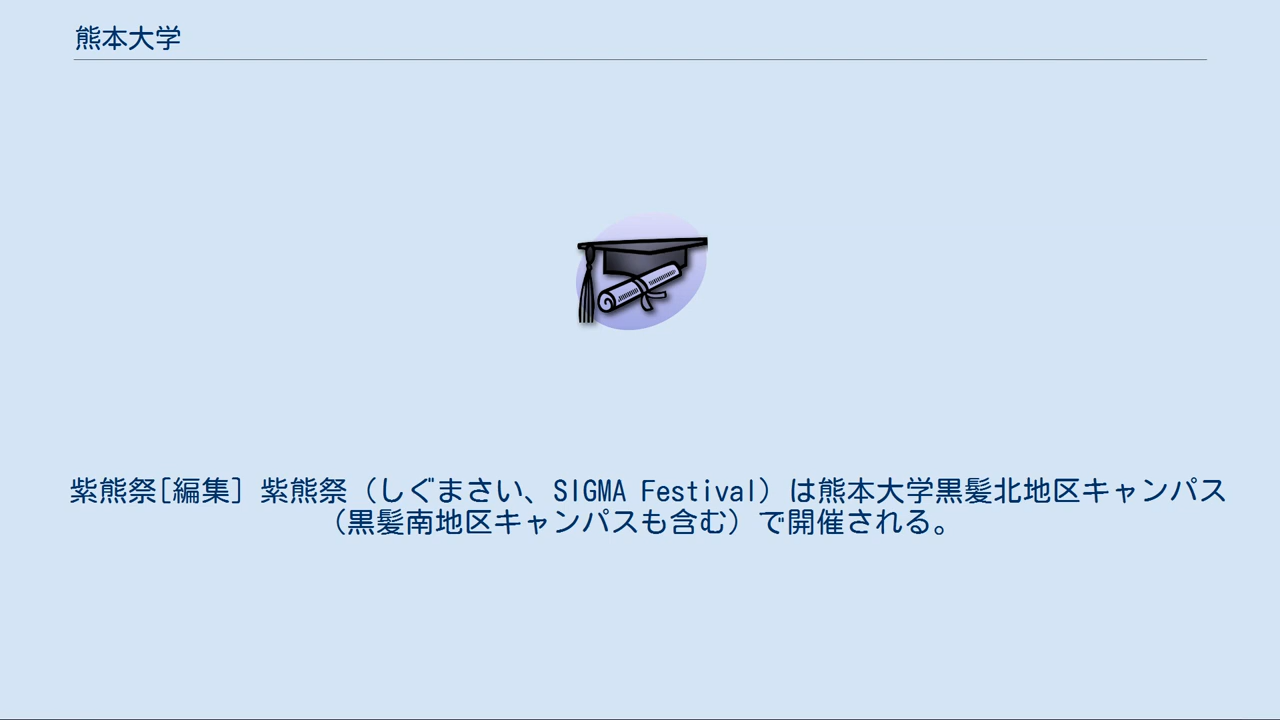 熊本大学
紫熊祭[編集] 紫熊祭（しぐまさい、SIGMA Festival）は熊本大学黒髪北地区キャンパス
（黒髪南地区キャンパスも含む）で開催される。